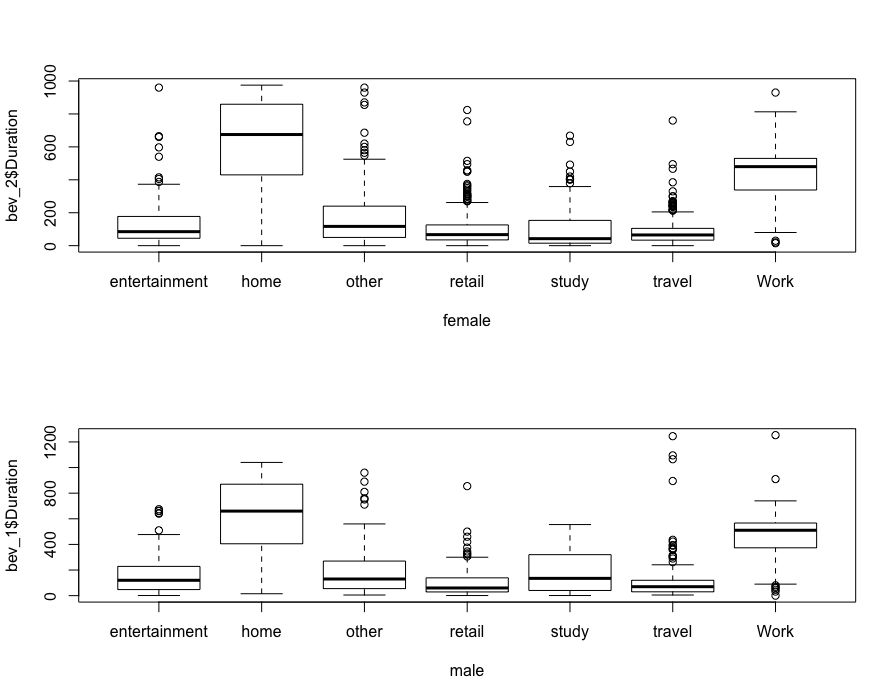 bev_2$Duration
1000
600
200
0
entertainment home other retail study travel Work
female
bev_1$Duration
1200
800
400
0
entertainment home other retail study travel Work
male